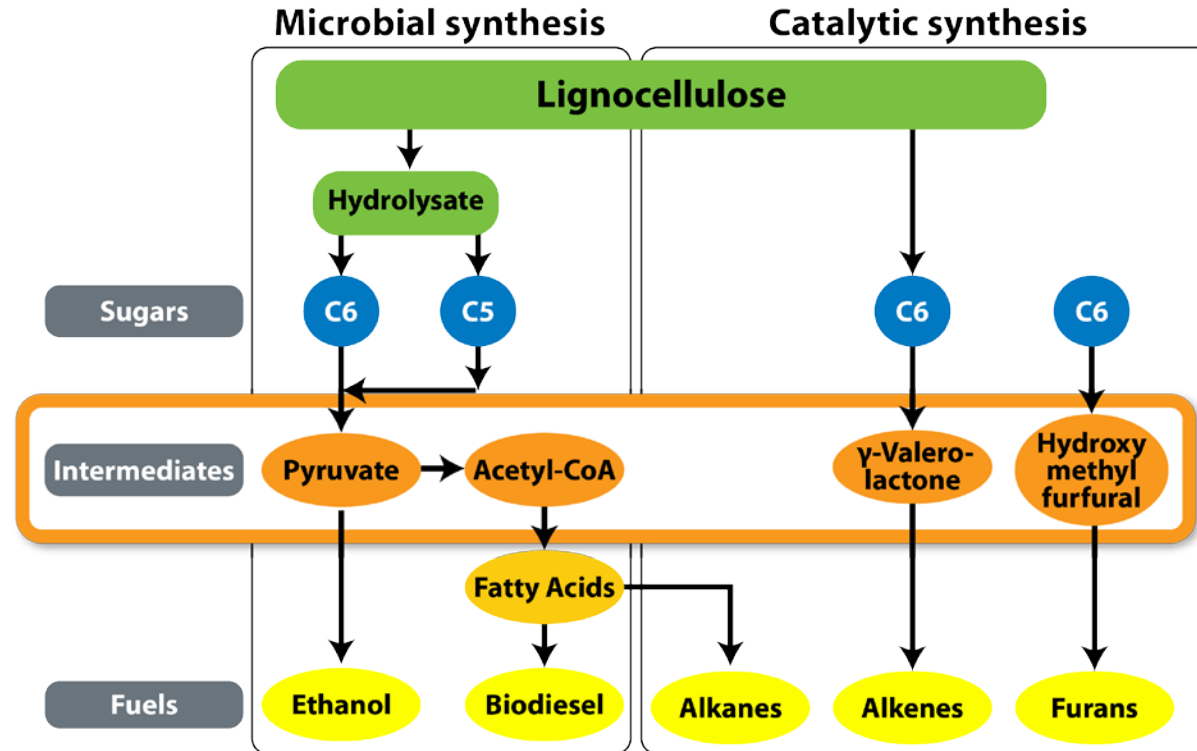 Microbial synthesis
Catalytic synthesis
Lignocellulose
Hydrolysate
Sugars
C6
C5
C6
C6
Intermediates
Pyruvate
Acetyl-CoA
γ-Valero-
lactone
Hydroxy
methyl
furfural
Fatty Acids
Fuels
Ethanol
Biodiesel
Alkanes
Alkenes
Furans